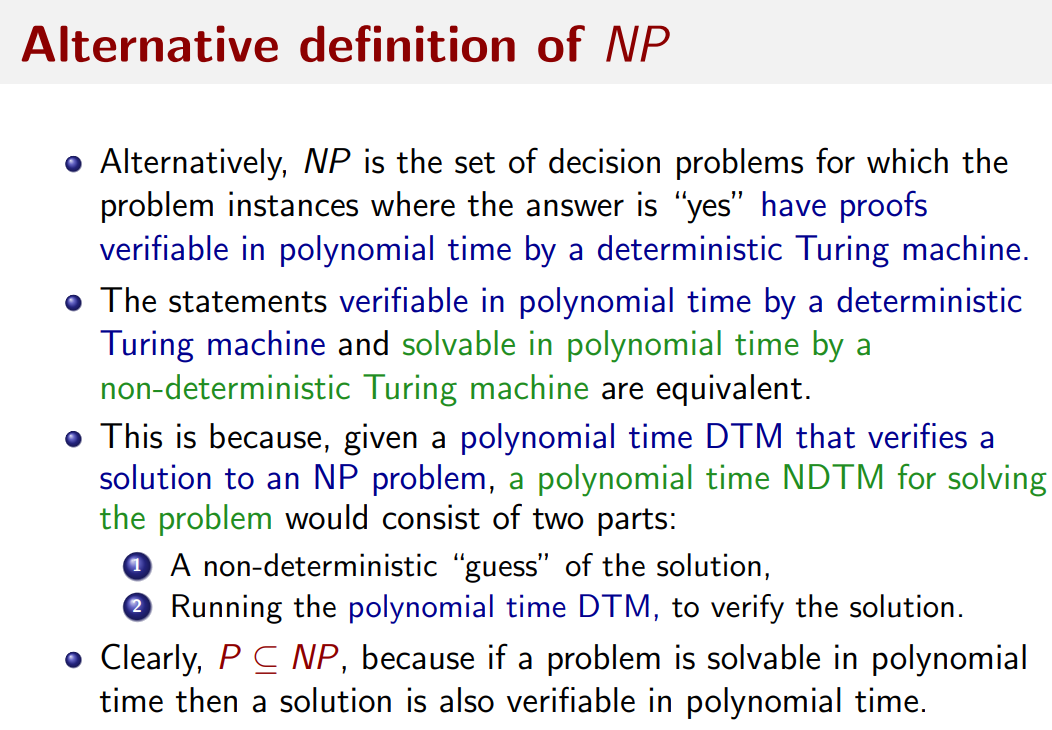 Alternative definition of NP
Alternatively, NP is the set of decision problems for which the
problem instances where the answer is “yes” have proofs
verifiable in polynomial time by a deterministic Turing machine.
The statements verifiable in polynomial time by a deterministic
Turing machine and solvable in polynomial time by a
non-deterministic Turing machine are equivalent.
This is because, given a polynomial time DTM that verifies a
solution to an NP problem, a polynomial time NDTM for solving
the problem would consist of two parts:
1 A non-deterministic “guess” of the solution,
2 Running the polynomial time DTM, to verify the solution.
Clearly, P ⊆ NP, because if a problem is solvable in polynomial
time then a solution is also verifiable in polynomial time.